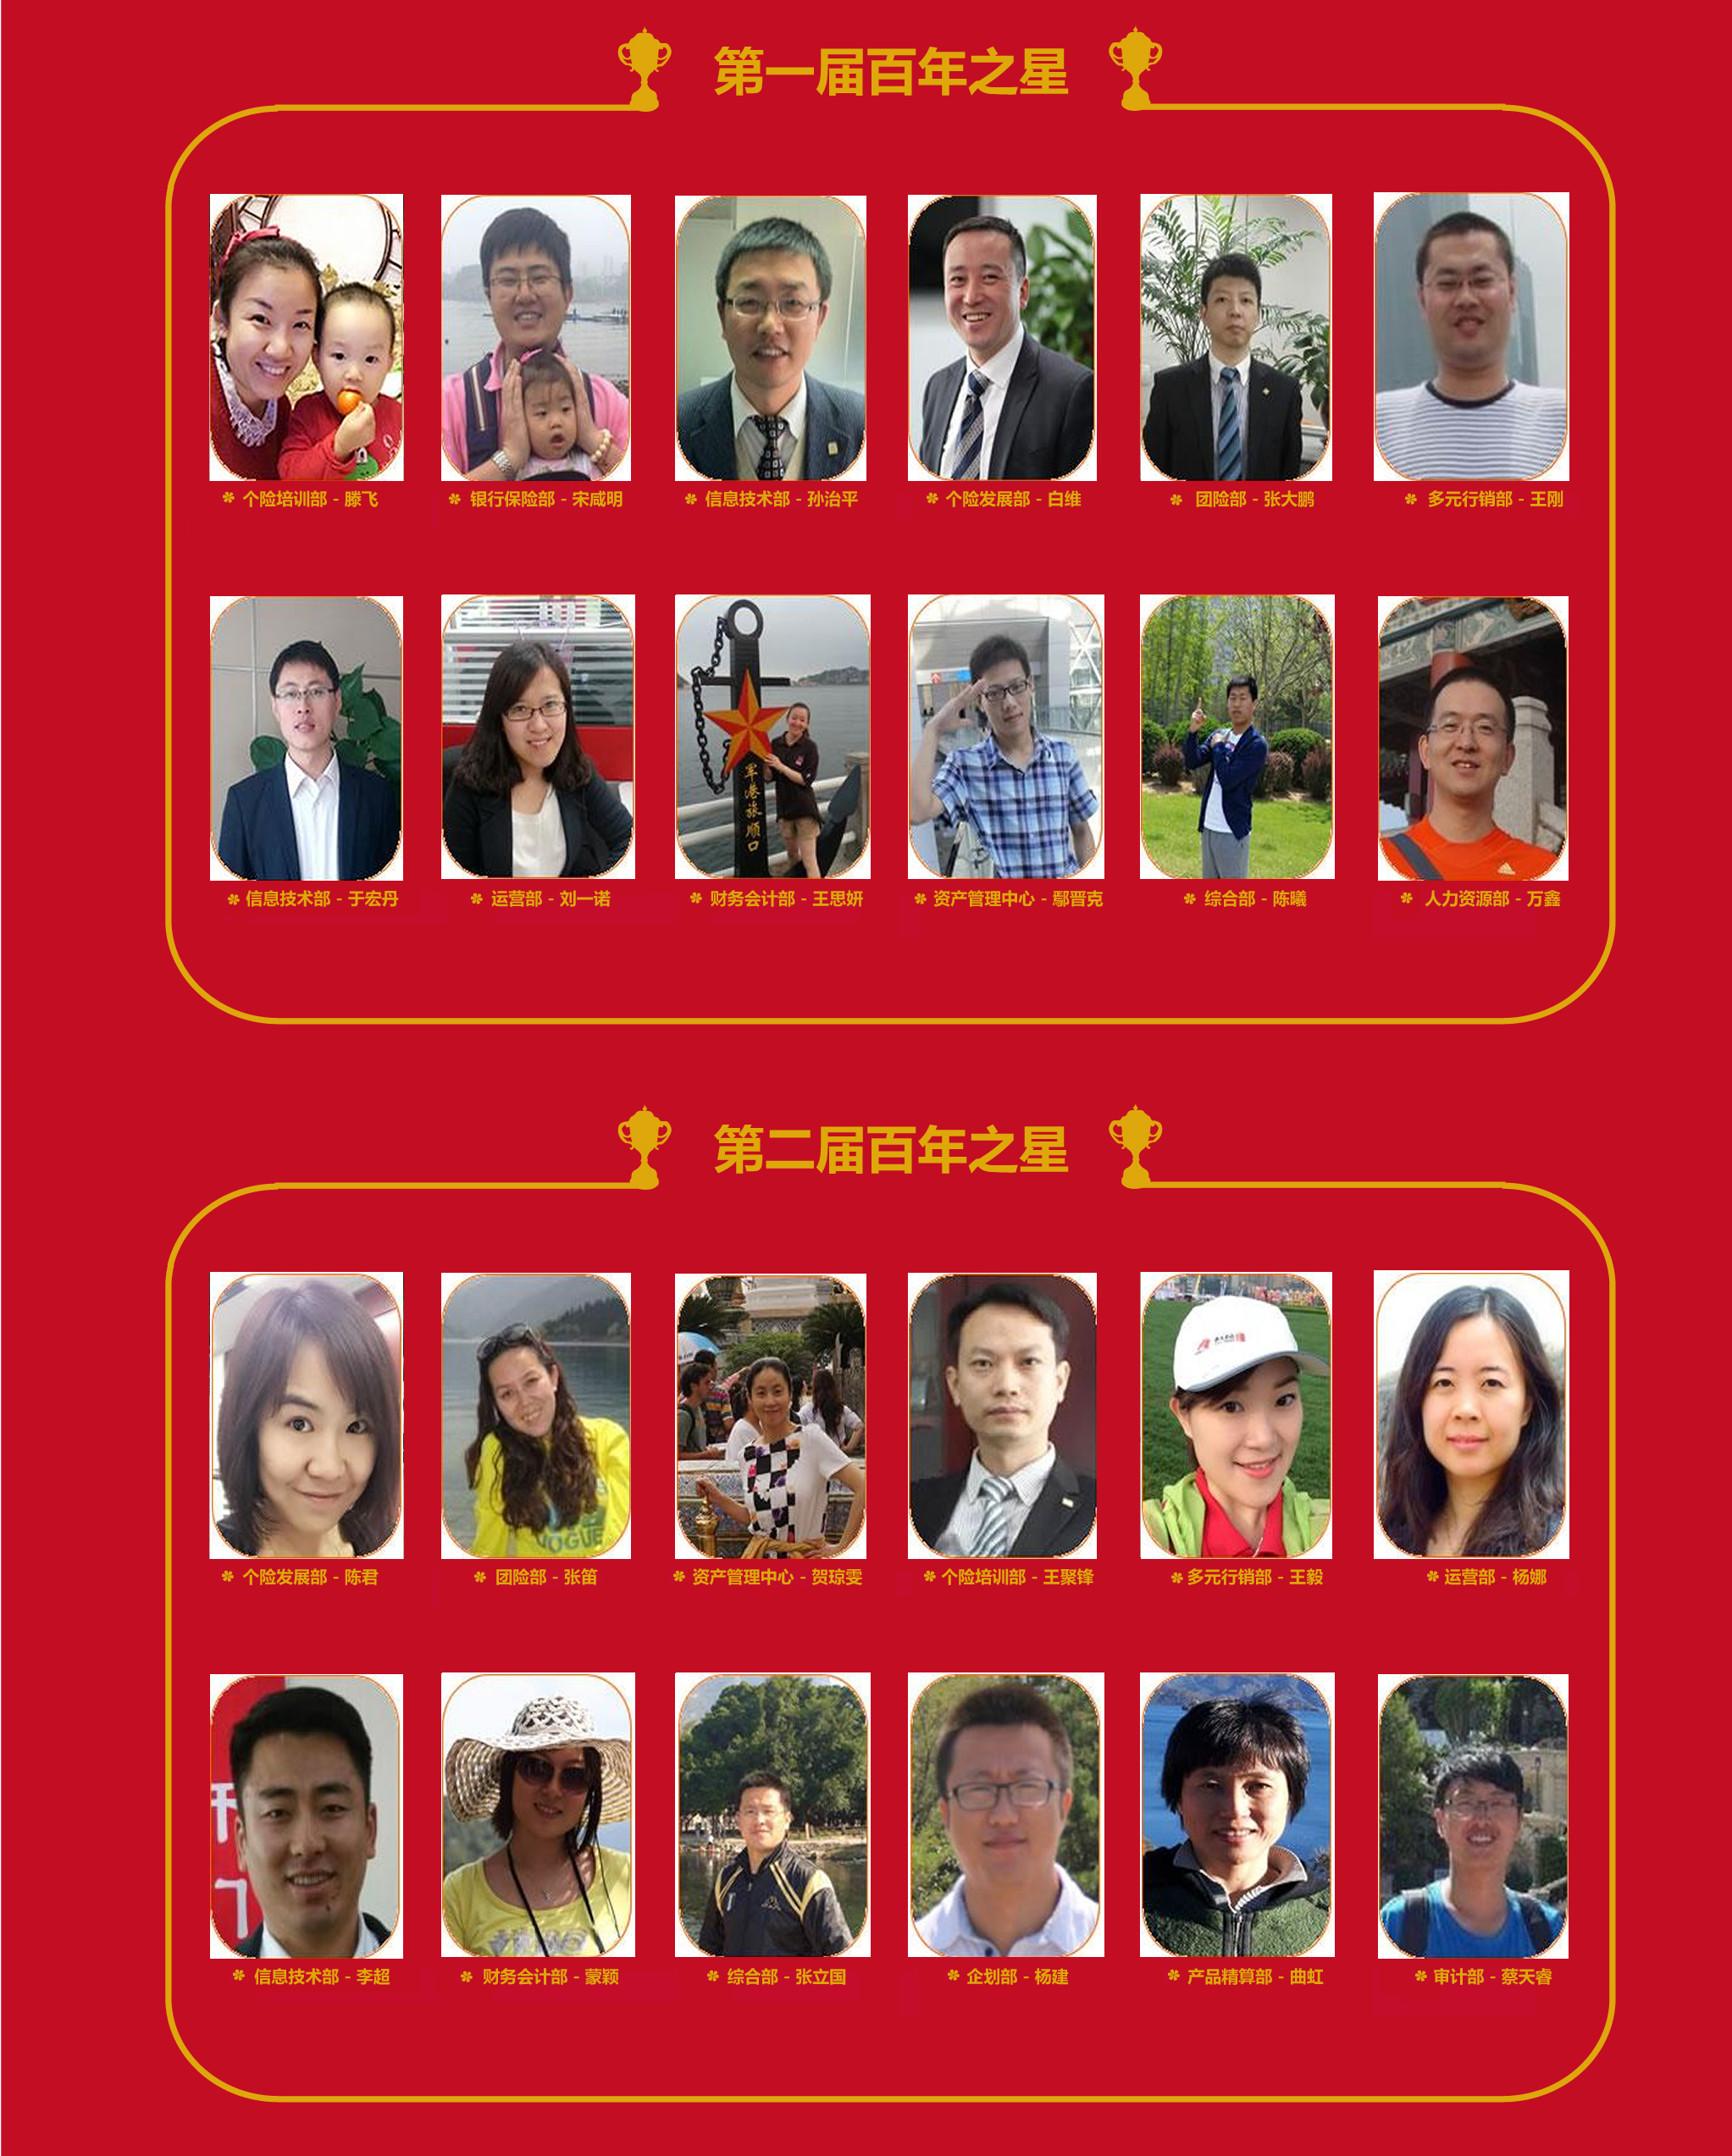 第一届百年之星
个险培训部 - 滕飞
银行保险部 - 宋咸明
信息技术部 - 孙治平
个险发展部 - 白维
团险部 - 张大鹏
多元行销部 - 王刚
军港旅顺口
信息技术部 - 于宏丹
运营部 - 刘一诺
财务会计部 - 王思妍
资产管理中心 - 鄢晋克
综合部 - 陈曦
人力资源部 - 万鑫
第二届百年之星
VOGUE
个险发展部 - 陈君
团险部 - 张笛
资产管理中心 - 贺琼雯
个险培训部 - 王聚锋
多元行销部 - 王毅
运营部 - 杨娜
信息技术部 - 李超
财务会计部 - 蒙颖
综合部 - 张立国
企划部 - 杨建
产品精算部 - 曲虹
审计部 - 蔡天睿